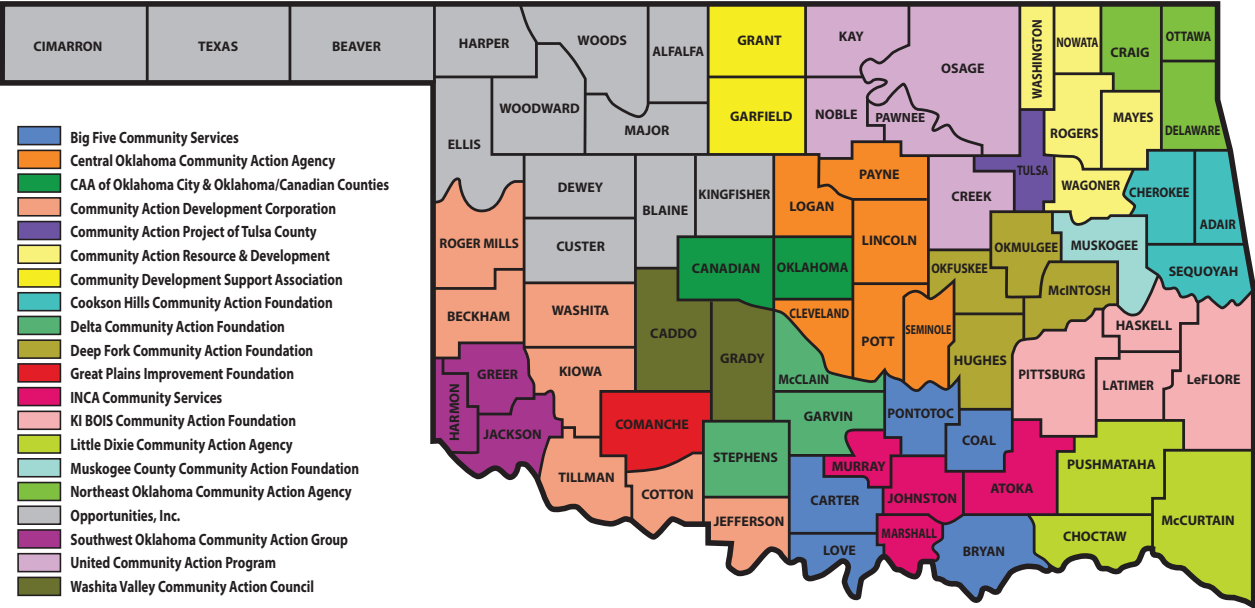 CIMARRON
TEXAS
BEAVER
HARPER
WOODS
ALFALFA
GRANT
KAY
OSAGE
WASHINGTON
NOWATA
CRAIG
OTTAWA
WOODWARD
MAJOR
ELLIS
GARFIELD
NOBLE
PAWNEE
ROGERS
MAYES
DELAWARE
DEWEY
BLAINE
KINGFISHER
LOGAN
PAYNE
CREEK
TULSA
WAGONER
CHEROKEE
ADAIR
ROGER MILLS
CUSTER
CANADIAN
OKLAHOMA
LINCOLN
OKFUSKEE
OKMULGEE
MUSKOGEE
SEQUOYAH
McINTOSH
BECKHAM
WASHITA
CADDO
GRADY
CLEVELAND
POTT
SEMINOLE
HUGHES
HASKELL
PITTSBURG
LATIMER
LeFLORE
GREER
KIOWA
McCLAIN
HARMON
JACKSON
COMANCHE
GARVIN
PONTOTOC
COAL
TILLMAN
COTTON
STEPHENS
MURRAY
CARTER
JOHNSTON
ATOKA
PUSHMATAHA
McCURTAIN
JEFFERSON
LOVE
MARSHALL
BRYAN
CHOCTAW
Big Five Community Services
Central Oklahoma Community Action Agency
CAA of Oklahoma City & Oklahoma/Canadian Counties
Community Action Development Corporation
Community Action Project of Tulsa County
Community Action Resource & Development
Community Development Support Association
Cookson Hills Community Action Foundation
Delta Community Action Foundation
Deep Fork Community Action Foundation
Great Plains Improvement Foundation
INCA Community Services
KI BOIS Community Action Foundation
Little Dixie Community Action Agency
Muskogee County Community Action Foundation
Northeast Oklahoma Community Action Agency
Opportunities, Inc.
Southwest Oklahoma Community Action Group
United Community Action Program
Washita Valley Community Action Council